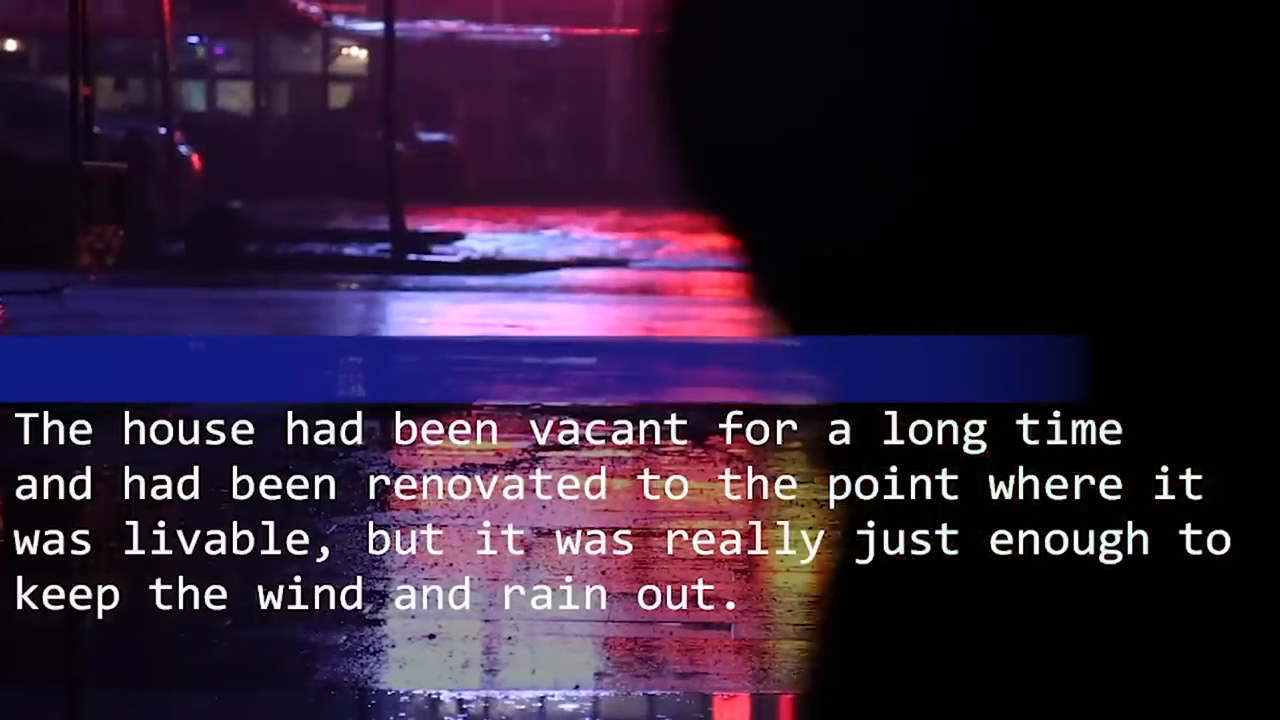 The house had been vacant for a long time
and had been renovated to the point where it
was livable, but it was really just enough to
keep the wind and rain out.